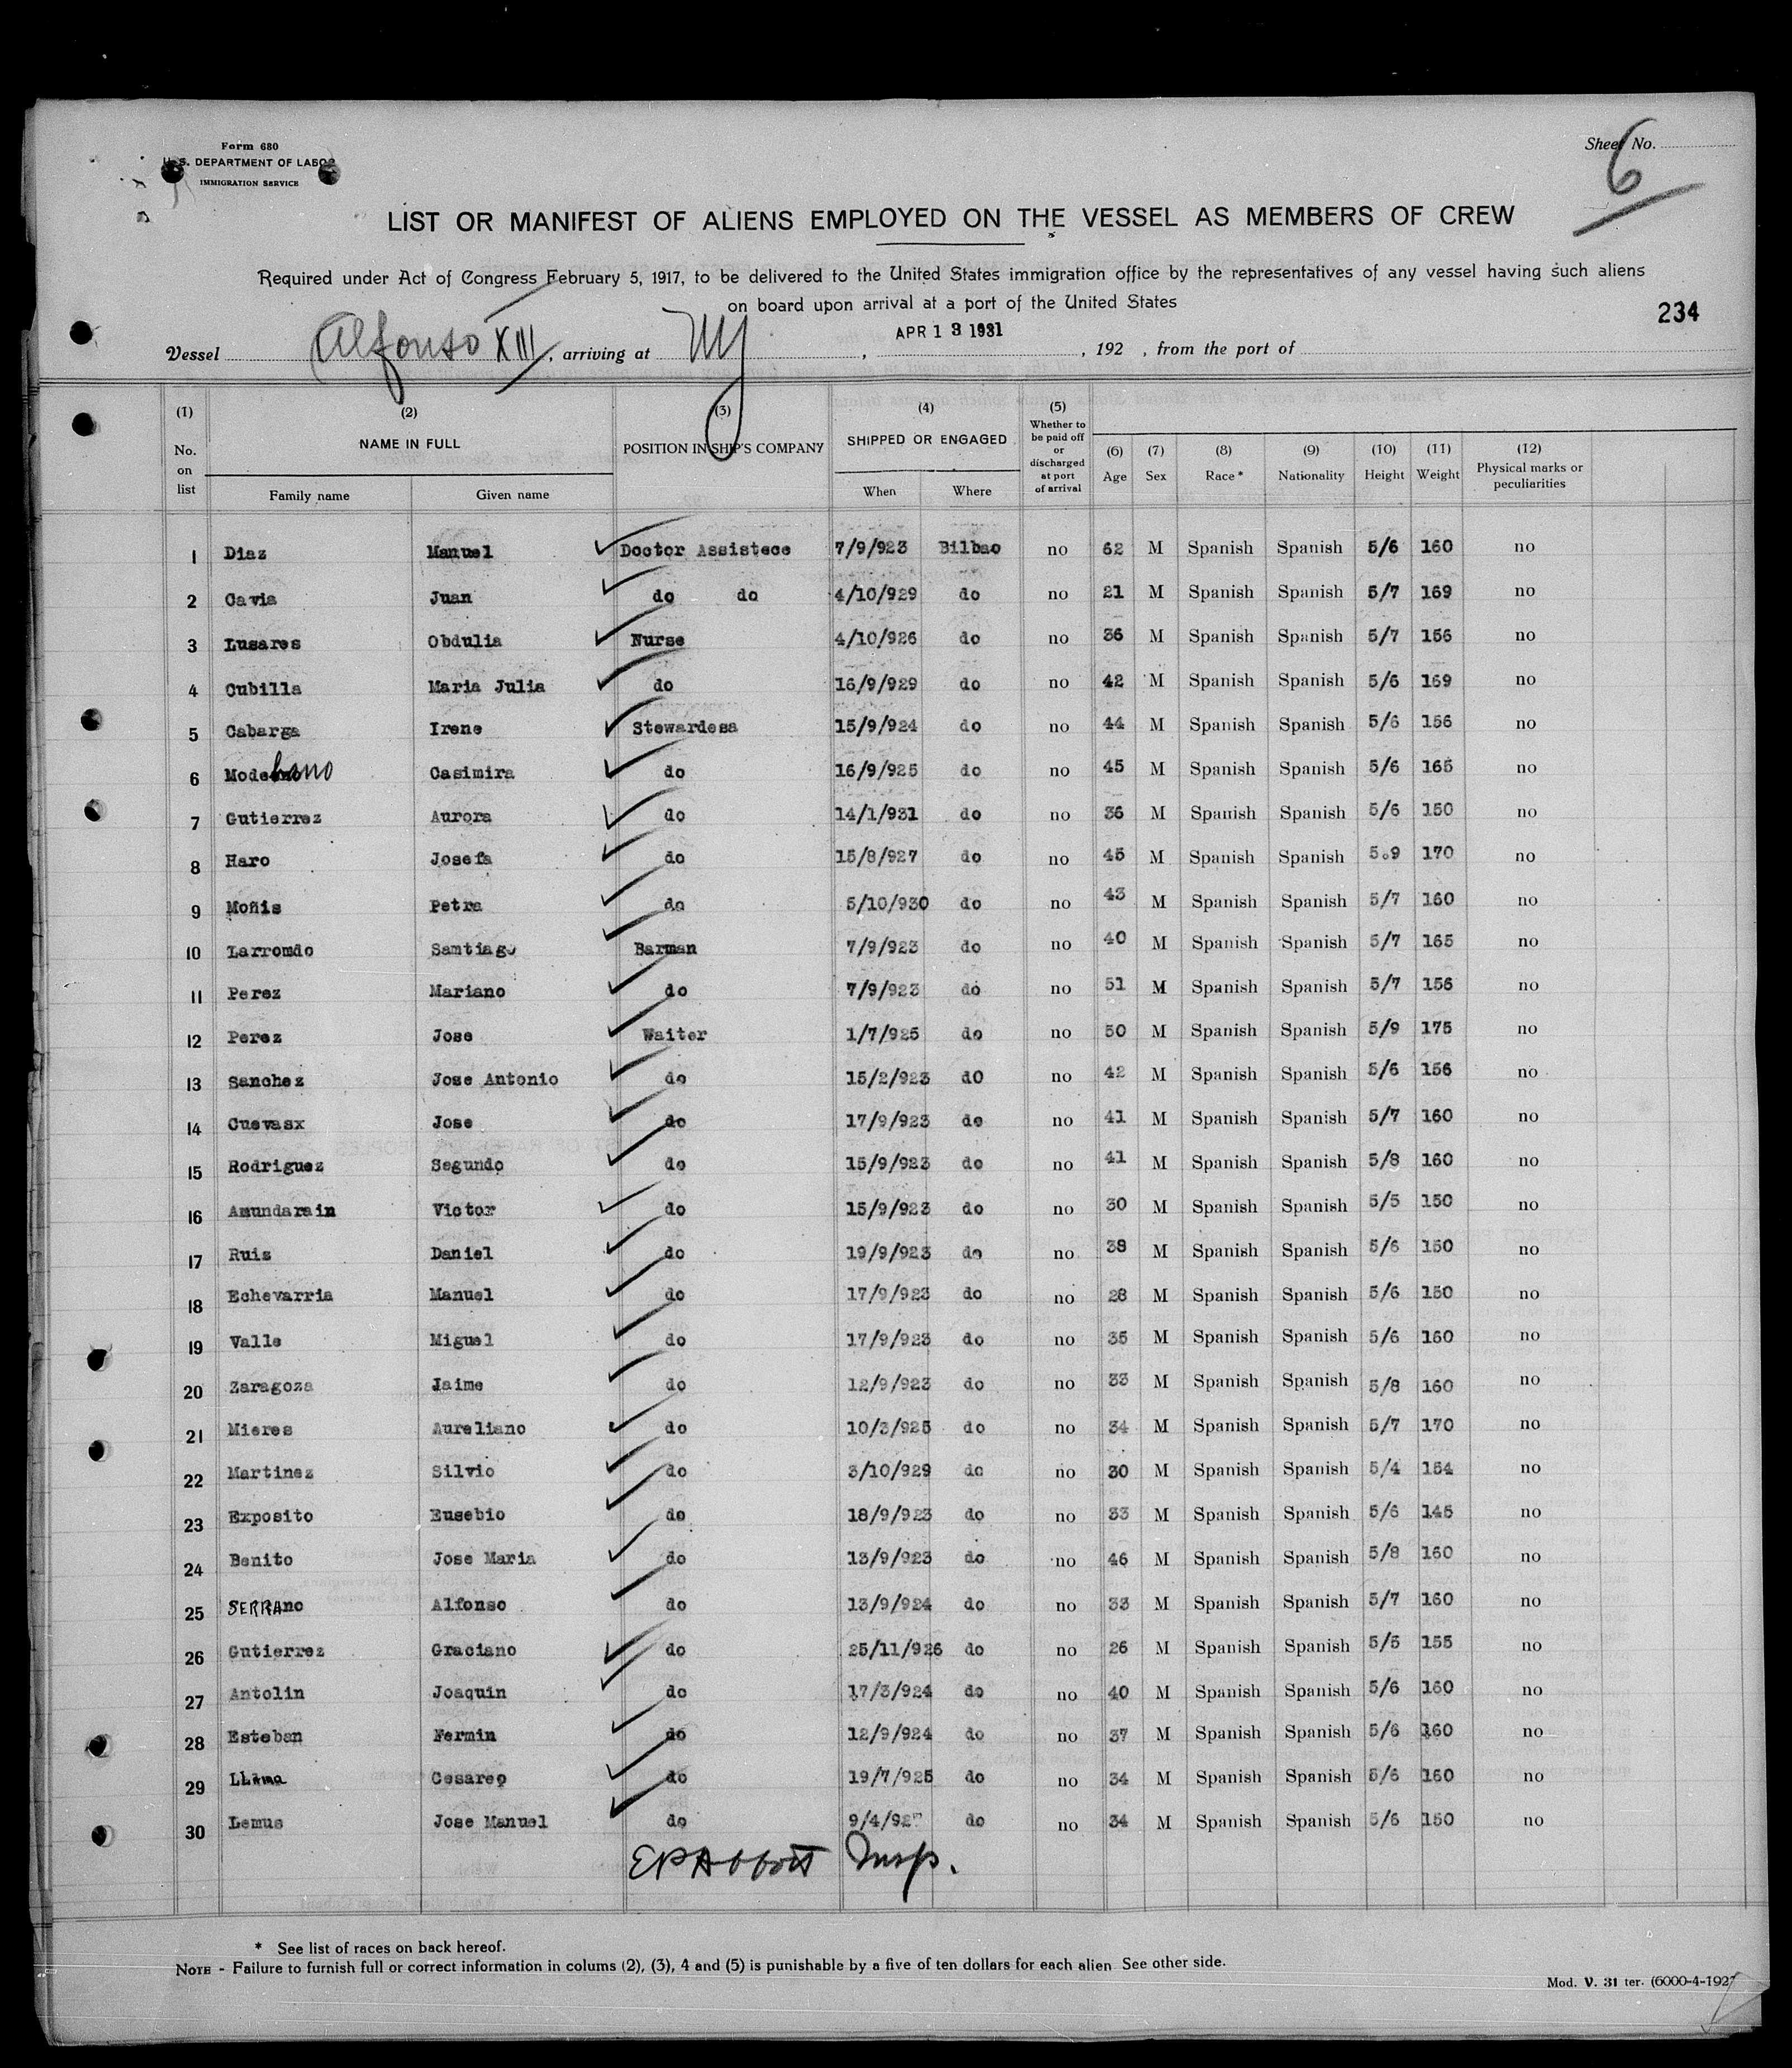 Form 680
U. S. DEPARTMENT OF LABOR
IMMIGRATION SERVICE
Sheet No. 6
LIST OR MANIFEST OF ALIENS EMPLOYED ON THE VESSEL AS MEMBERS OF CREW
Required under Act of Congress February 5, 1917, to be delivered to the United States immigration office by the representatives of any vessel having such aliens
on board upon arrival at a port of the United States
234
Vessel Alfonso XIII, arriving at NY, APR 13 1931, 192 , from the port of
(1) No. on list (2) NAME IN FULL Family name Given name (3) POSITION IN SHIP'S COMPANY (4) SHIPPED OR ENGAGED When Where (5) Whether to be paid off or discharged at port of arrival (6) Age (7) Sex (8) Race * (9) Nationality (10) Height (11) Weight (12) Physical marks or peculiarities
1 Diaz Manuel Doctor Assistece 7/9/923 Bilbao no 62 M Spanish Spanish 5/6 160 no
2 Cavia Juan do do 4/10/929 do no 21 M Spanish Spanish 5/7 169 no
3 Lusares Obdulia Nurse 4/10/926 do no 36 M Spanish Spanish 5/7 156 no
4 Cubilla Maria Julia do 16/9/929 do no 42 M Spanish Spanish 5/6 169 no
5 Cabarga Irene Stewardesa 15/9/924 do no 44 M Spanish Spanish 5/6 156 no
6 Casimira do 16/9/925 do no 45 M Spanish Spanish 5/6 165 no
7 Gutierrez Aurora do 14/1/931 do no 36 M Spanish Spanish 5/6 150 no
8 Haro Josefa do 15/8/927 do no 45 M Spanish Spanish 5.9 170 no
9 Moñis Petra do 5/10/930 do no 43 M Spanish Spanish 5/7 160 no
10 Larromdo Samtiago Barman 7/9/923 do no 40 M Spanish Spanish 5/7 165 no
11 Perez Mariano do 7/9/923 do no 51 M Spanish Spanish 5/7 156 no
12 Perez Jose Waiter 1/7/925 do no 50 M Spanish Spanish 5/9 175 no
13 Sanchez Jose Antonio do 15/2/923 dO no 42 M Spanish Spanish 5/6 156 no
14 Cuevasx Jose do 17/9/923 do no 41 M Spanish Spanish 5/7 160 no
15 Rodriguez Segundo do 15/9/923 do no 41 M Spanish Spanish 5/8 160 no
16 Amundarain Victor do 15/9/923 do no 30 M Spanish Spanish 5/5 150 no
17 Ruiz Daniel do 19/9/923 do no 38 M Spanish Spanish 5/6 150 no
18 Echevarria Manuel do 17/9/923 do no 28 M Spanish Spanish 5/6 150 no
19 Valle Miguel do 17/9/923 do no 35 M Spanish Spanish 5/6 160 no
20 Zaragoza Jaime do 12/9/923 do no 33 M Spanish Spanish 5/8 160 no
21 Mieres Aureliano do 10/3/925 do no 34 M Spanish Spanish 5/7 170 no
22 Martinez Silvio do 3/10/929 do no 30 M Spanish Spanish 5/4 154 no
23 Exposito Eusebio do 18/9/923 do no 33 M Spanish Spanish 5/6 145 no
24 Benito Jose Maria do 13/9/923 do no 46 M Spanish Spanish 5/8 160 no
25 SERRAno Alfonso do 13/9/924 do no 33 M Spanish Spanish 5/7 160 no
26 Gutierrez Graciano do 25/11/926 do no 26 M Spanish Spanish 5/5 155 no
27 Antolin Joaquin do 17/3/924 do no 40 M Spanish Spanish 5/6 160 no
28 Esteban Fermin do 12/9/924 do no 37 M Spanish Spanish 5/6 160 no
29 Cesareo do 19/7/925 do no 34 M Spanish Spanish 5/6 160 no
30 Lemus Jose Manuel do do no 34 M Spanish Spanish 5/6 150 no
EP Abbott Insp.
* See list of races on back hereof.
NOTE - Failure to furnish full or correct information in colums (2), (3), 4 and (5) is punishable by a five of ten dollars for each alien See other side.
Mod. V. 31 ter. (6000-4-192